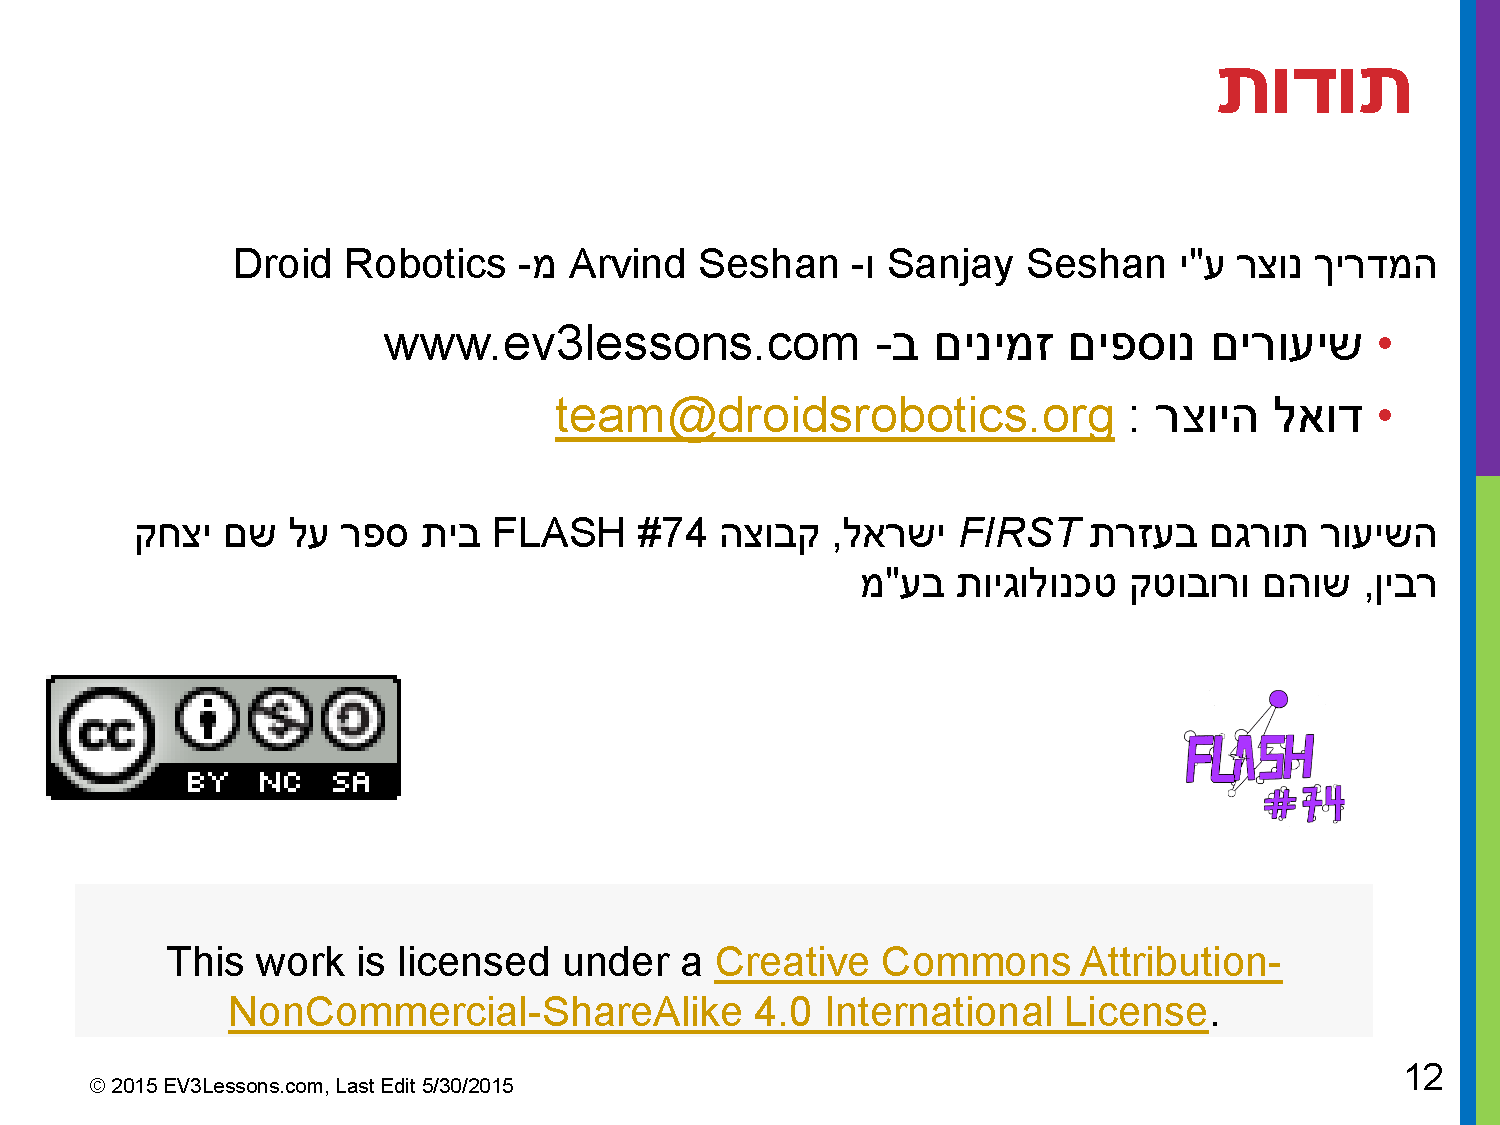 תודות
המדריך נוצר ע"י Sanjay Seshan ו- Arvind Seshan מ- Droid Robotics
• שיעורים נוספים זמינים ב- www.ev3lessons.com
• דואל היוצר : team@droidsrobotics.org
השיעור תורגם בעזרת FIRST ישראל, קבוצה FLASH #74 בית ספר על שם יצחק
רבין, שוהם ורובוטק טכנולוגיות בע"מ
cc BY NC SA
FLASH
#74
This work is licensed under a Creative Commons Attribution-
NonCommercial-ShareAlike 4.0 International License.
© 2015 EV3Lessons.com, Last Edit 5/30/2015
12